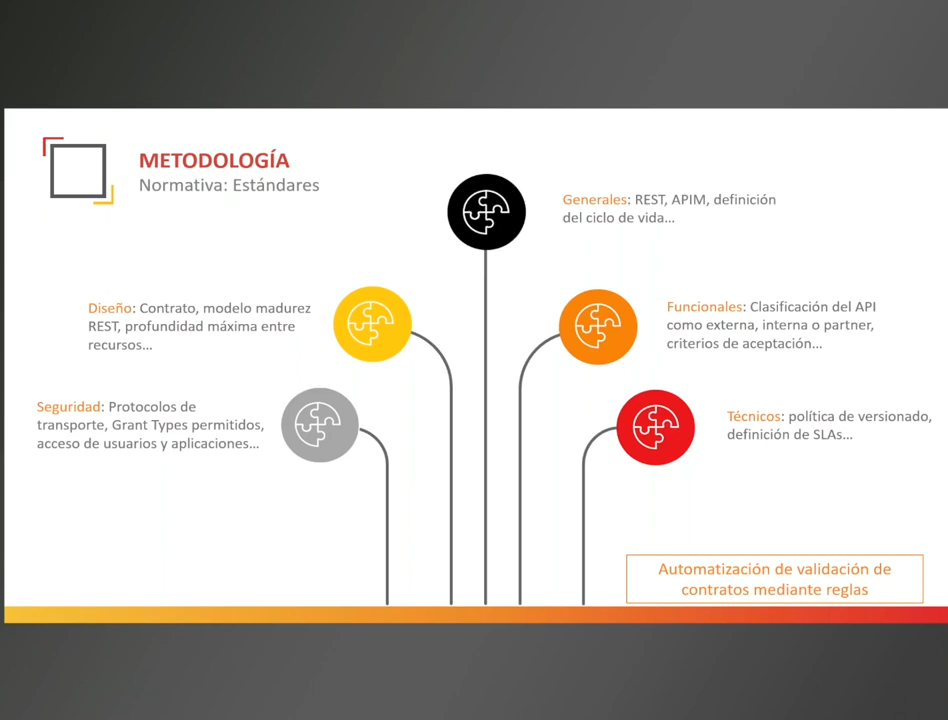 METODOLOGÍA
Normativa: Estándares
Generales: REST, APIM, definición
del ciclo de vida...
Diseño: Contrato, modelo madurez
REST, profundidad máxima entre
recursos...
Funcionales: Clasificación del API
como externa, interna o partner,
criterios de aceptación...
Seguridad: Protocolos de
transporte, Grant Types permitidos,
acceso de usuarios y aplicaciones...
Técnicos: política de versionado,
definición de SLAs...
Automatización de validación de
contratos mediante reglas